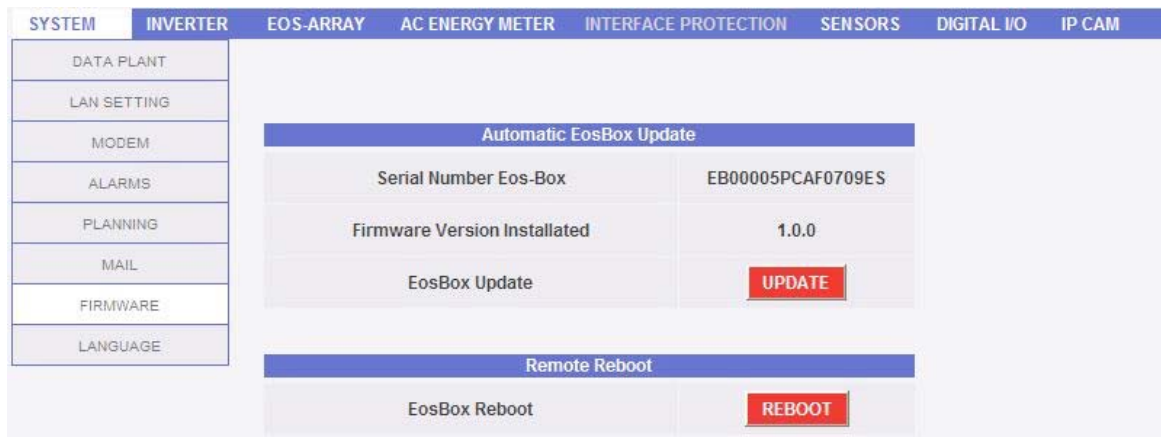 SYSTEM INVERTER EOS-ARRAY AC ENERGY METER INTERFACE PROTECTION SENSORS DIGITAL I/O IP CAM
DATA PLANT
LAN SETTING
MODEM
ALARMS
PLANNING
MAIL
FIRMWARE
LANGUAGE
Automatic EosBox Update
Serial Number Eos-Box EB00005PCAF0709ES
Firmware Version Installated 1.0.0
EosBox Update UPDATE
Remote Reboot
EosBox Reboot REBOOT